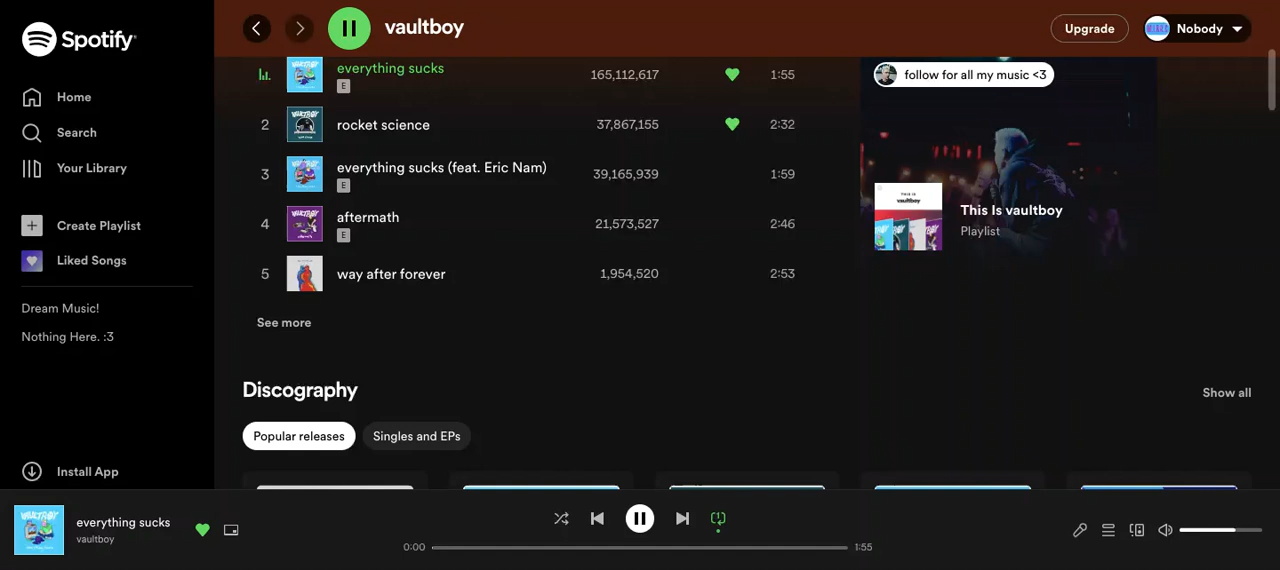 Spotify
Home
Search
Your Library
Create Playlist
Liked Songs
Dream Music!
Nothing Here. :3
Install App
vaultboy
Upgrade
Nobody
everything sucks 165,112,617 1:55
E
2 rocket science 37,867,155 2:32
3 everything sucks (feat. Eric Nam) 39,165,939 1:59
E
4 aftermath 21,573,527 2:46
E
5 way after forever 1,954,520 2:53
See more
follow for all my music <3
THIS IS
vaultboy
This Is vaultboy
Playlist
Discography
Show all
Popular releases
Singles and EPs
VAULTBOY
everything sucks
vaultboy
0:00
1:55